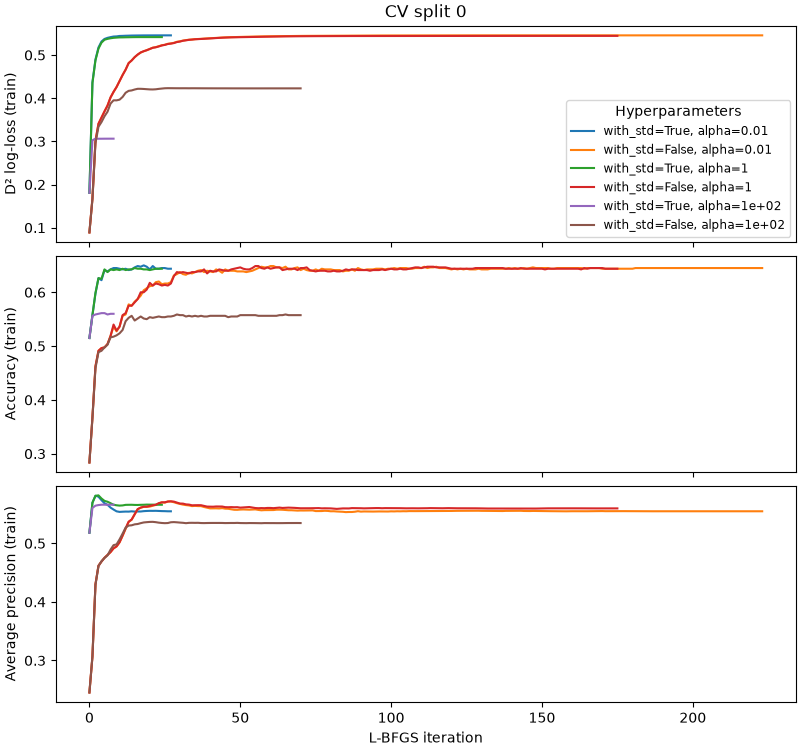 CV split 0
D² log-loss (train)
0.5
0.4
0.3
0.2
0.1
Hyperparameters
with_std=True, alpha=0.01
with_std=False, alpha=0.01
with_std=True, alpha=1
with_std=False, alpha=1
with_std=True, alpha=1e+02
with_std=False, alpha=1e+02
Accuracy (train)
0.6
0.5
0.4
0.3
Average precision (train)
0.5
0.4
0.3
0
50
100
150
200
L-BFGS iteration